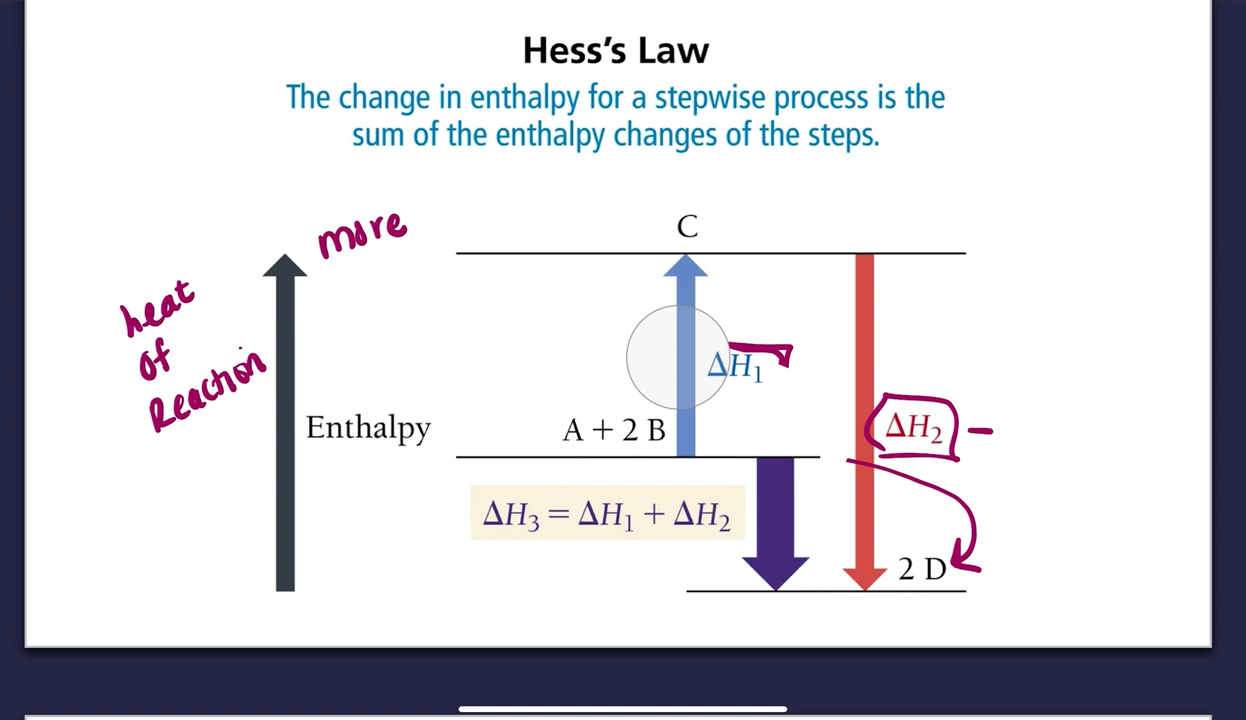 Hess's Law
The change in enthalpy for a stepwise process is the
sum of the enthalpy changes of the steps.
more
C
heat
of
Reaction
ΔH₁
Enthalpy
A + 2 B
ΔH₂ –
ΔH₃ = ΔH₁ + ΔH₂
2 D